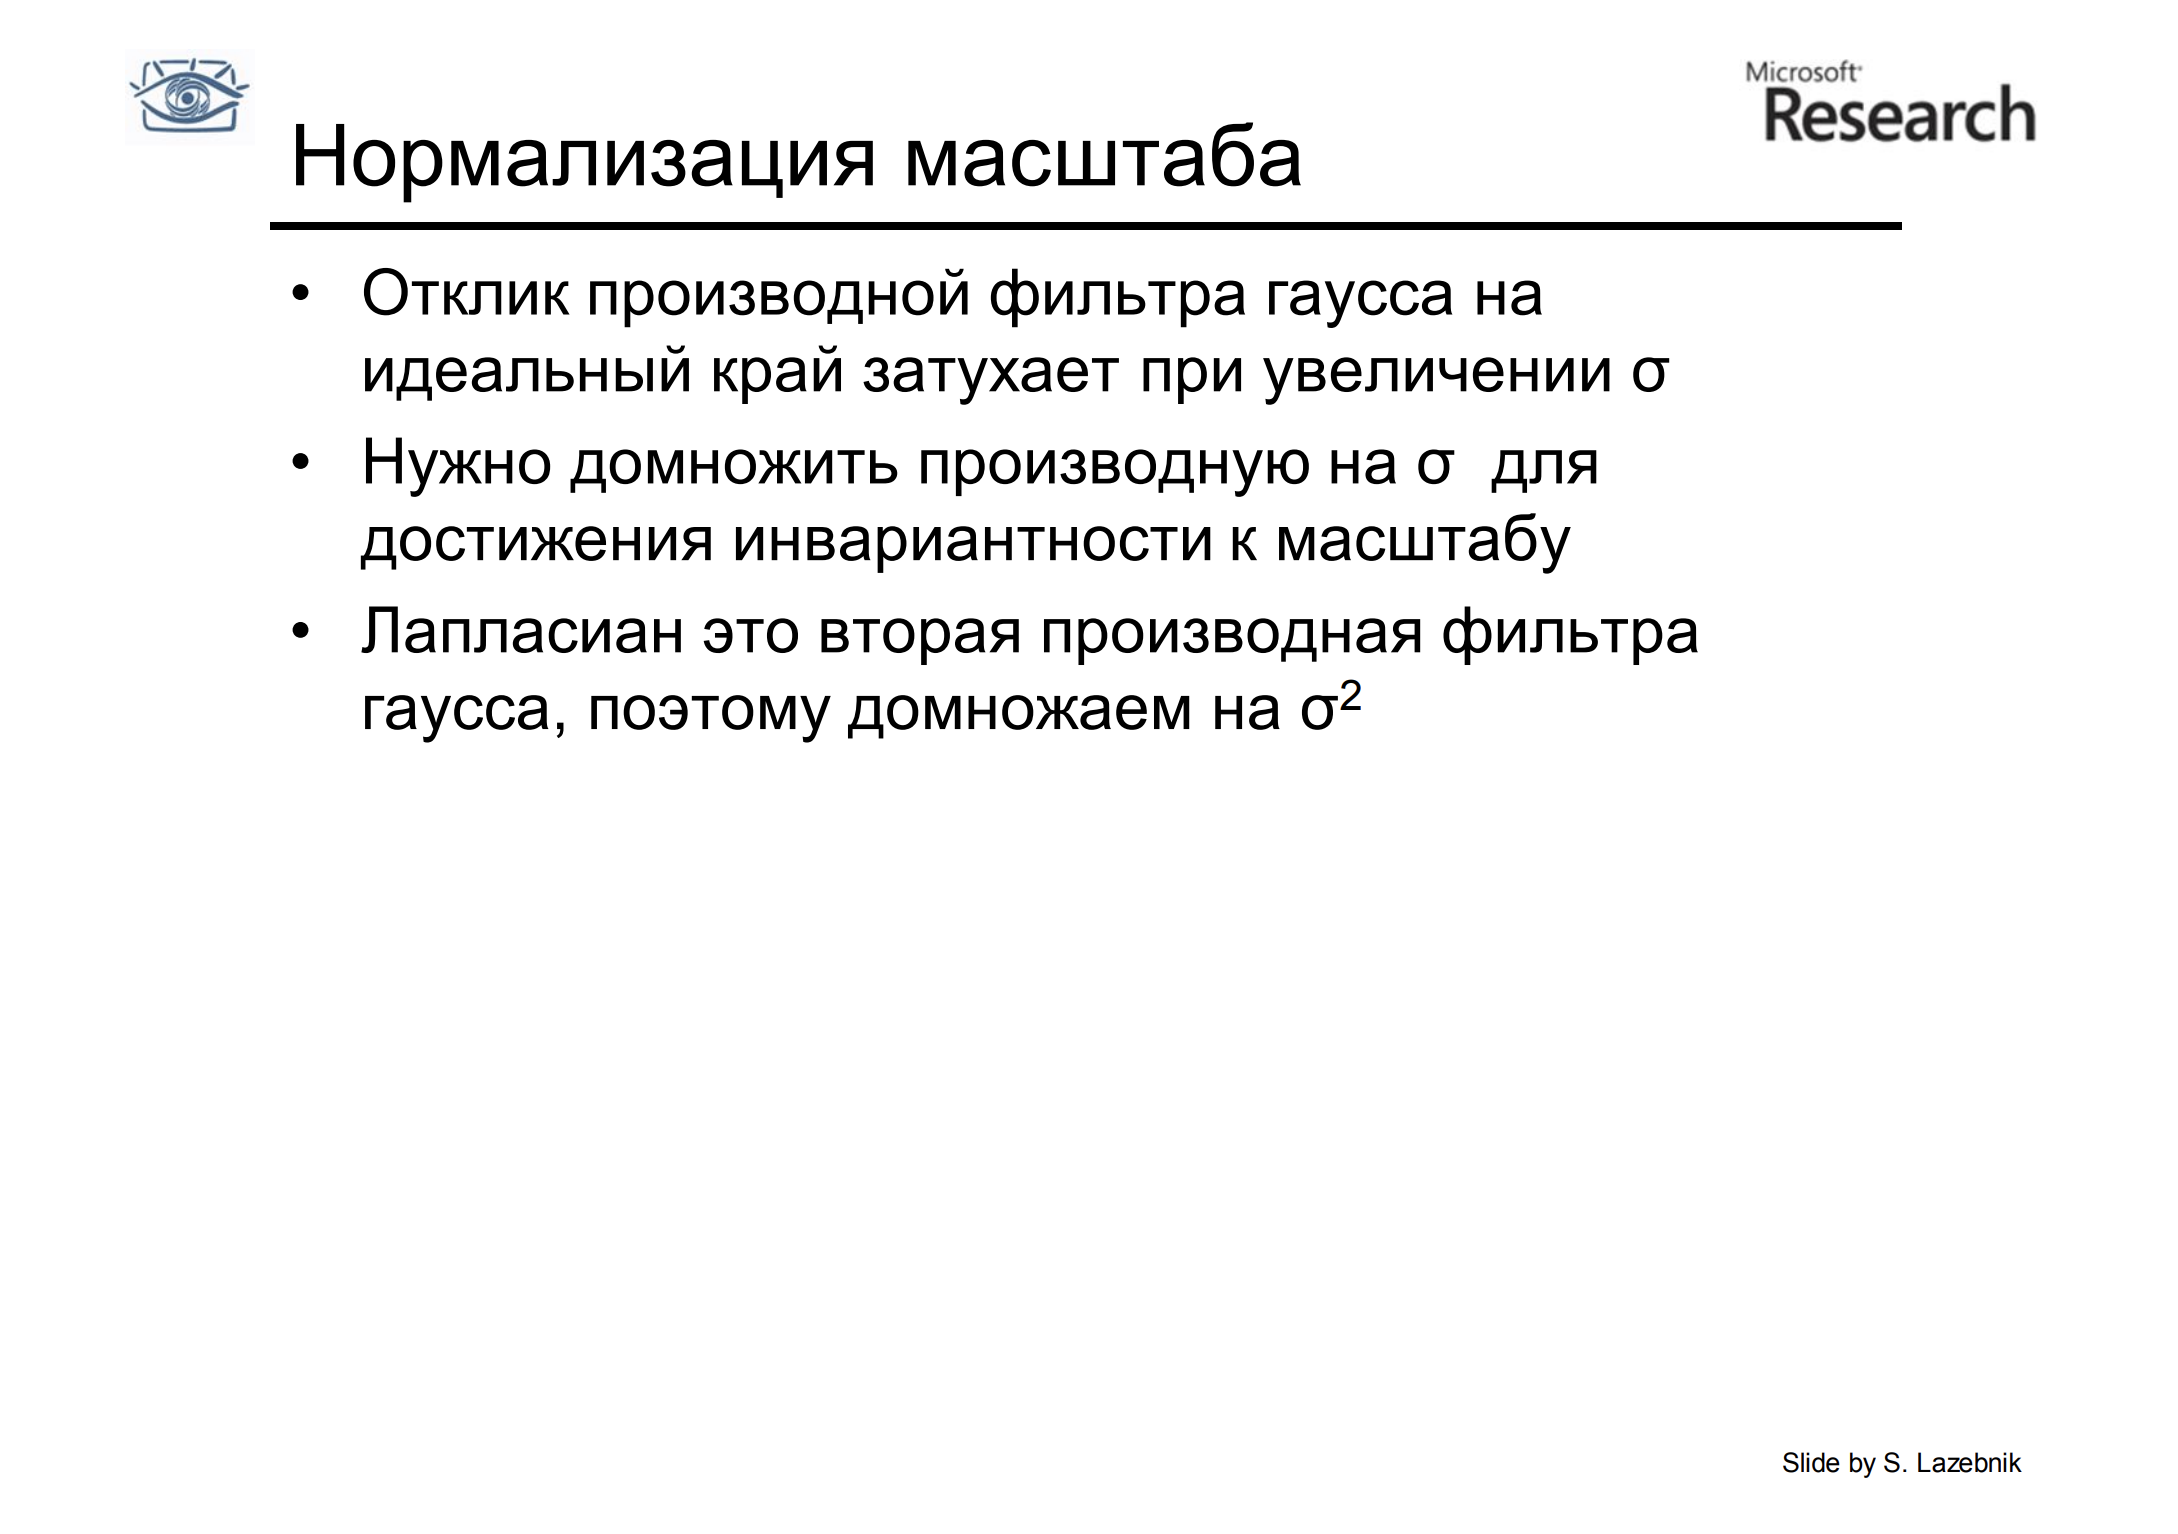 Microsoft
Research
Нормализация масштаба
• Отклик производной фильтра гаусса на
идеальный край затухает при увеличении σ
• Нужно домножить производную на σ для
достижения инвариантности к масштабу
• Лапласиан это вторая производная фильтра
гаусса, поэтому домножаем на σ²
Slide by S. Lazebnik